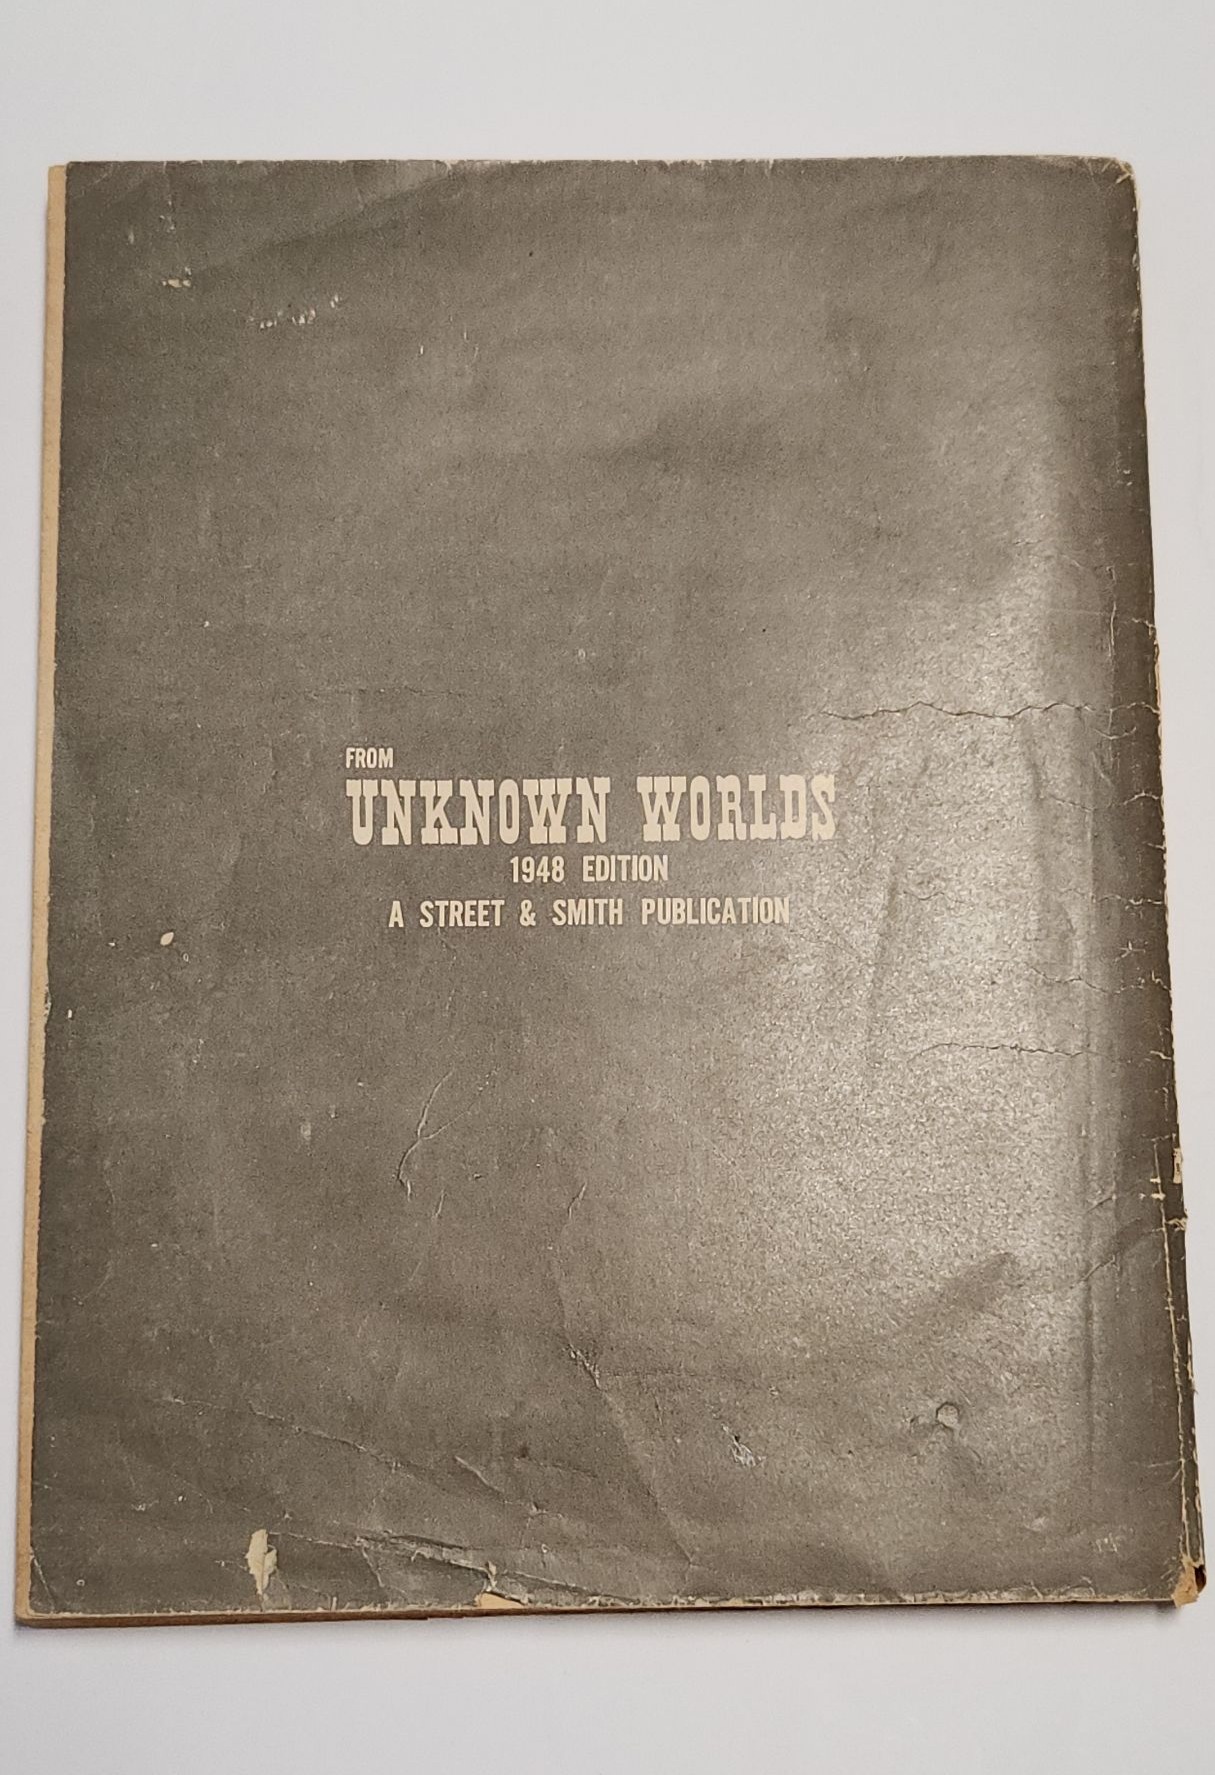 FROM
UNKNOWN WORLDS
1948 EDITION
A STREET & SMITH PUBLICATION